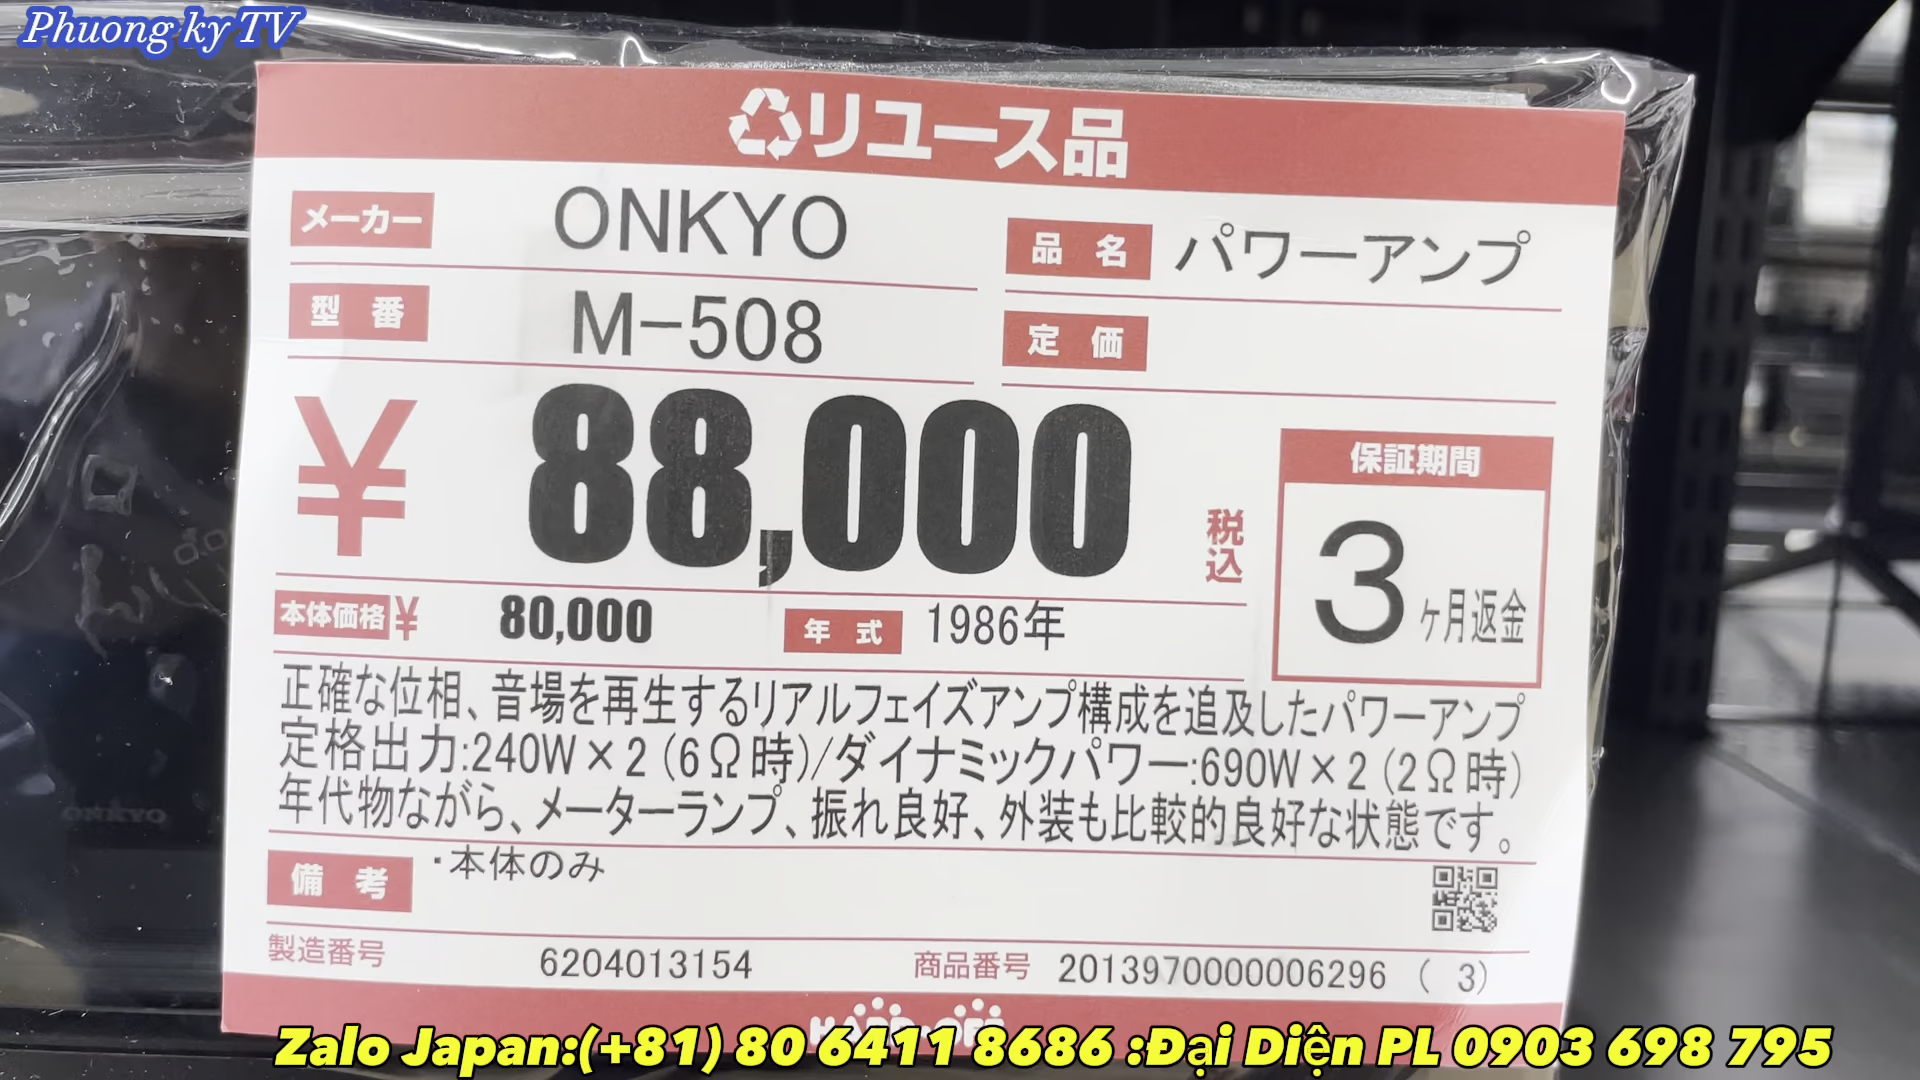 Phuong ky TV
リユース品
メーカー ONKYO
品名 パワーアンプ
型番 M-508
定価
¥ 88,000 税込
保証期間
3ヶ月返金
本体価格¥ 80,000
年式 1986年
正確な位相、音場を再生するリアルフェイズアンプ構成を追及したパワーアンプ
定格出力:240W×2(6Ω時)/ダイナミックパワー:690W×2(2Ω時)
年代物ながら、メーターランプ、振れ良好、外装も比較的良好な状態です。
備考 ・本体のみ
製造番号 6204013154
商品番号 2013970000006296 ( 3)
ONKYO
HARD・OFF
Zalo Japan:(+81) 80 6411 8686 :Đại Diện PL 0903 698 795